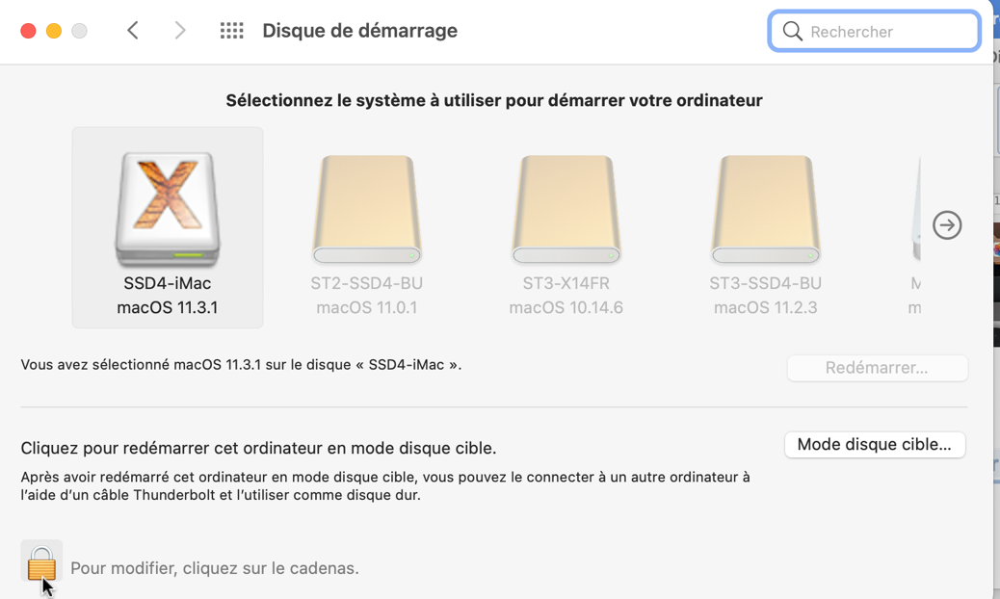 Disque de démarrage
Rechercher
Sélectionnez le système à utiliser pour démarrer votre ordinateur
SSD4-iMac
macOS 11.3.1
ST2-SSD4-BU
macOS 11.0.1
ST3-X14FR
macOS 10.14.6
ST3-SSD4-BU
macOS 11.2.3
Vous avez sélectionné macOS 11.3.1 sur le disque « SSD4-iMac ».
Redémarrer...
Cliquez pour redémarrer cet ordinateur en mode disque cible.
Mode disque cible...
Après avoir redémarré cet ordinateur en mode disque cible, vous pouvez le connecter à un autre ordinateur à
l’aide d’un câble Thunderbolt et l’utiliser comme disque dur.
Pour modifier, cliquez sur le cadenas.